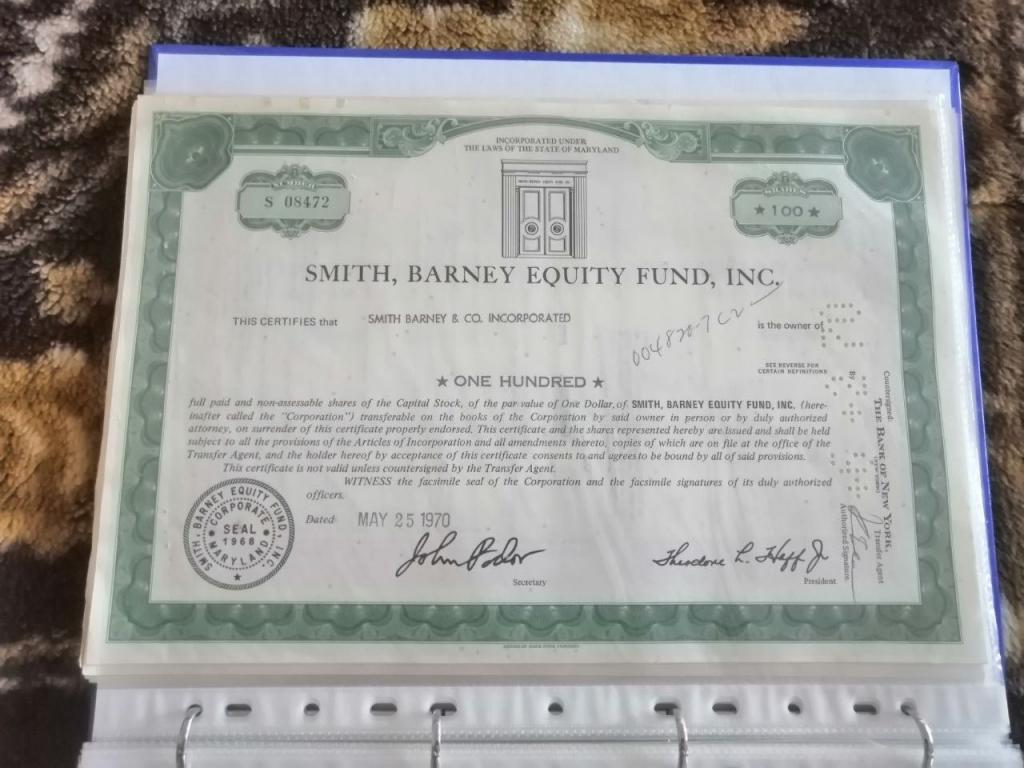 INCORPORATED UNDER
THE LAWS OF THE STATE OF MARYLAND
NUMBER
S 08472
SHARES
★ 100 ★
SMITH, BARNEY EQUITY FUND, INC.
THIS CERTIFIES that SMITH BARNEY & CO. INCORPORATED is the owner of
004820-7 C2
SEE REVERSE FOR
CERTAIN DEFINITIONS
★ ONE HUNDRED ★
full paid and non-assessable shares of the Capital Stock, of the par value of One Dollar, of SMITH, BARNEY EQUITY FUND, INC. (here-
inafter called the "Corporation") transferable on the books of the Corporation by said owner in person or by duly authorized
attorney, on surrender of this certificate properly endorsed. This certificate and the shares represented hereby are issued and shall be held
subject to all the provisions of the Articles of Incorporation and all amendments thereto, copies of which are on file at the office of the
Transfer Agent, and the holder hereof by acceptance of this certificate consents to and agrees to be bound by all of said provisions.
This certificate is not valid unless countersigned by the Transfer Agent.
WITNESS the facsimile seal of the Corporation and the facsimile signatures of its duly authorized
officers.
Dated MAY 25 1970
SMITH, BARNEY EQUITY FUND, INC.
CORPORATE
SEAL
1968
MARYLAND
Secretary
Theodore L. Haff Jr
President
Countersigned:
THE BANK OF NEW YORK,
(NEW YORK)
Transfer Agent
By
Authorized Signature.